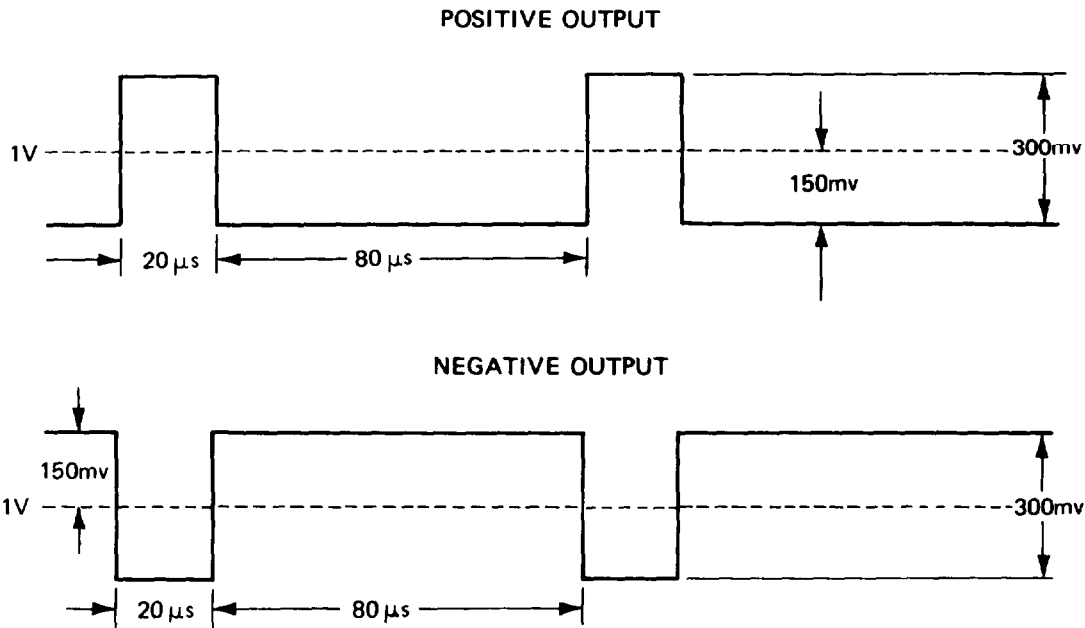 POSITIVE OUTPUT
1V
300mv
150mv
20 μs
80 μs
NEGATIVE OUTPUT
150mv
1V
300mv
20 μs
80 μs